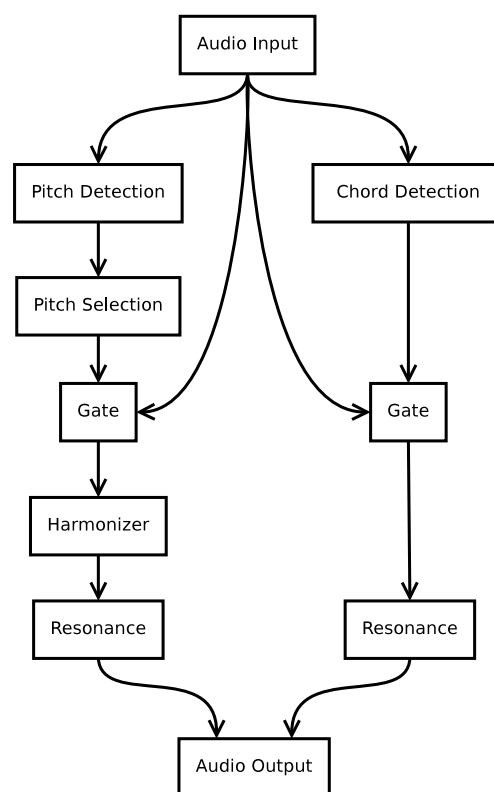 Audio Input
Pitch Detection
Chord Detection
Pitch Selection
Gate
Gate
Harmonizer
Resonance
Resonance
Audio Output